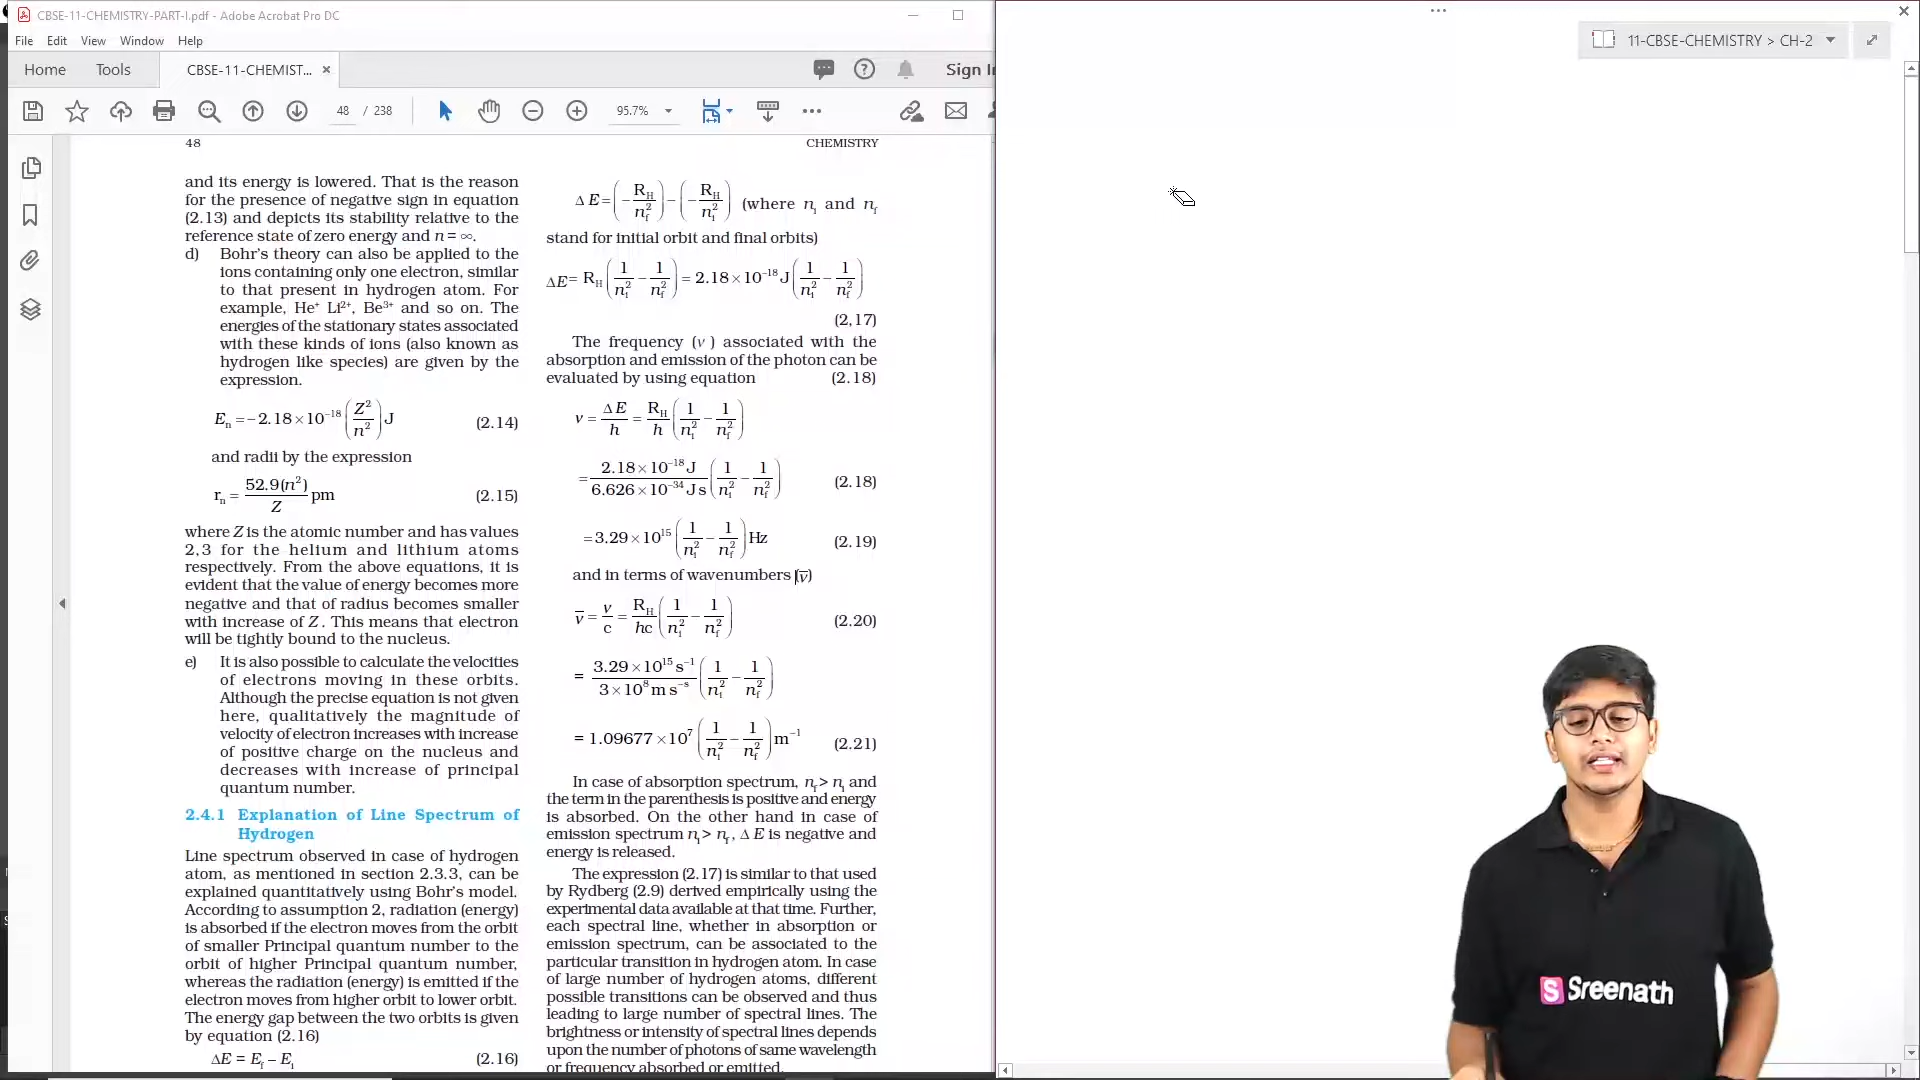 CBSE-11-CHEMISTRY-PART-I.pdf - Adobe Acrobat Pro DC
File Edit View Window Help
Home Tools CBSE-11-CHEMIST... × Sign I
48 / 238 95.7%
11-CBSE-CHEMISTRY > CH-2
48 CHEMISTRY
and its energy is lowered. That is the reason
for the presence of negative sign in equation
(2.13) and depicts its stability relative to the
reference state of zero energy and n = ∞.
d) Bohr's theory can also be applied to the
ions containing only one electron, similar
to that present in hydrogen atom. For
example, He⁺ Li²⁺, Be³⁺ and so on. The
energies of the stationary states associated
with these kinds of ions (also known as
hydrogen like species) are given by the
expression.
Eₙ = − 2.18 × 10⁻¹⁸ (Z²/n²) J (2.14)
and radii by the expression
rₙ = 52.9(n²)/Z pm (2.15)
where Z is the atomic number and has values
2,3 for the helium and lithium atoms
respectively. From the above equations, it is
evident that the value of energy becomes more
negative and that of radius becomes smaller
with increase of Z . This means that electron
will be tightly bound to the nucleus.
e) It is also possible to calculate the velocities
of electrons moving in these orbits.
Although the precise equation is not given
here, qualitatively the magnitude of
velocity of electron increases with increase
of positive charge on the nucleus and
decreases with increase of principal
quantum number.
2.4.1 Explanation of Line Spectrum of
Hydrogen
Line spectrum observed in case of hydrogen
atom, as mentioned in section 2.3.3, can be
explained quantitatively using Bohr's model.
According to assumption 2, radiation (energy)
is absorbed if the electron moves from the orbit
of smaller Principal quantum number to the
orbit of higher Principal quantum number,
whereas the radiation (energy) is emitted if the
electron moves from higher orbit to lower orbit.
The energy gap between the two orbits is given
by equation (2.16)
ΔE = E_f – E_i (2.16)
Δ E = (− R_H/n_f²) − (− R_H/n_i²) (where n_i and n_f
stand for initial orbit and final orbits)
ΔE = R_H (1/n_i² − 1/n_f²) = 2.18 × 10⁻¹⁸ J (1/n_i² − 1/n_f²)
(2,17)
The frequency (ν ) associated with the
absorption and emission of the photon can be
evaluated by using equation (2.18)
ν = Δ E/h = R_H/h (1/n_i² − 1/n_f²)
= 2.18 × 10⁻¹⁸ J/6.626 × 10⁻³⁴ J s (1/n_i² − 1/n_f²) (2.18)
= 3.29 × 10¹⁵ (1/n_i² − 1/n_f²) Hz (2.19)
and in terms of wavenumbers (ν̅)
ν̅ = ν/c = R_H/hc (1/n_i² − 1/n_f²) (2.20)
= 3.29 × 10¹⁵ s⁻¹/3 × 10⁸ m s⁻ˢ (1/n_i² − 1/n_f²)
= 1.09677 × 10⁷ (1/n_i² − 1/n_f²) m⁻¹ (2.21)
In case of absorption spectrum, n_f > n_i and
the term in the parenthesis is positive and energy
is absorbed. On the other hand in case of
emission spectrum n_i > n_f , Δ E is negative and
energy is released.
The expression (2.17) is similar to that used
by Rydberg (2.9) derived empirically using the
experimental data available at that time. Further,
each spectral line, whether in absorption or
emission spectrum, can be associated to the
particular transition in hydrogen atom. In case
of large number of hydrogen atoms, different
possible transitions can be observed and thus
leading to large number of spectral lines. The
brightness or intensity of spectral lines depends
upon the number of photons of same wavelength
or frequency absorbed or emitted.
S Sreenath